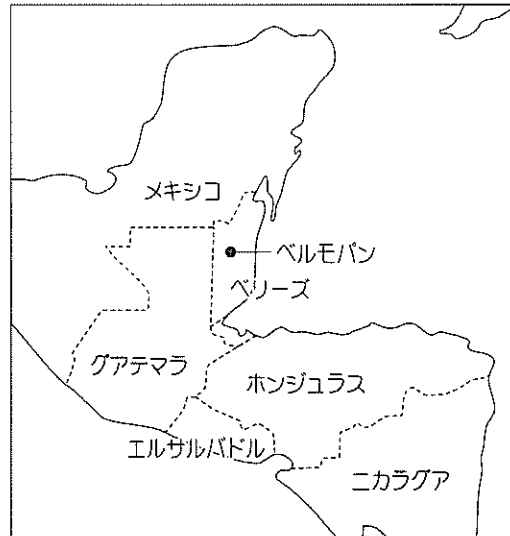 メキシコ
ベルモパン
ベリーズ
グアテマラ
ホンジュラス
エルサルバドル
ニカラグア